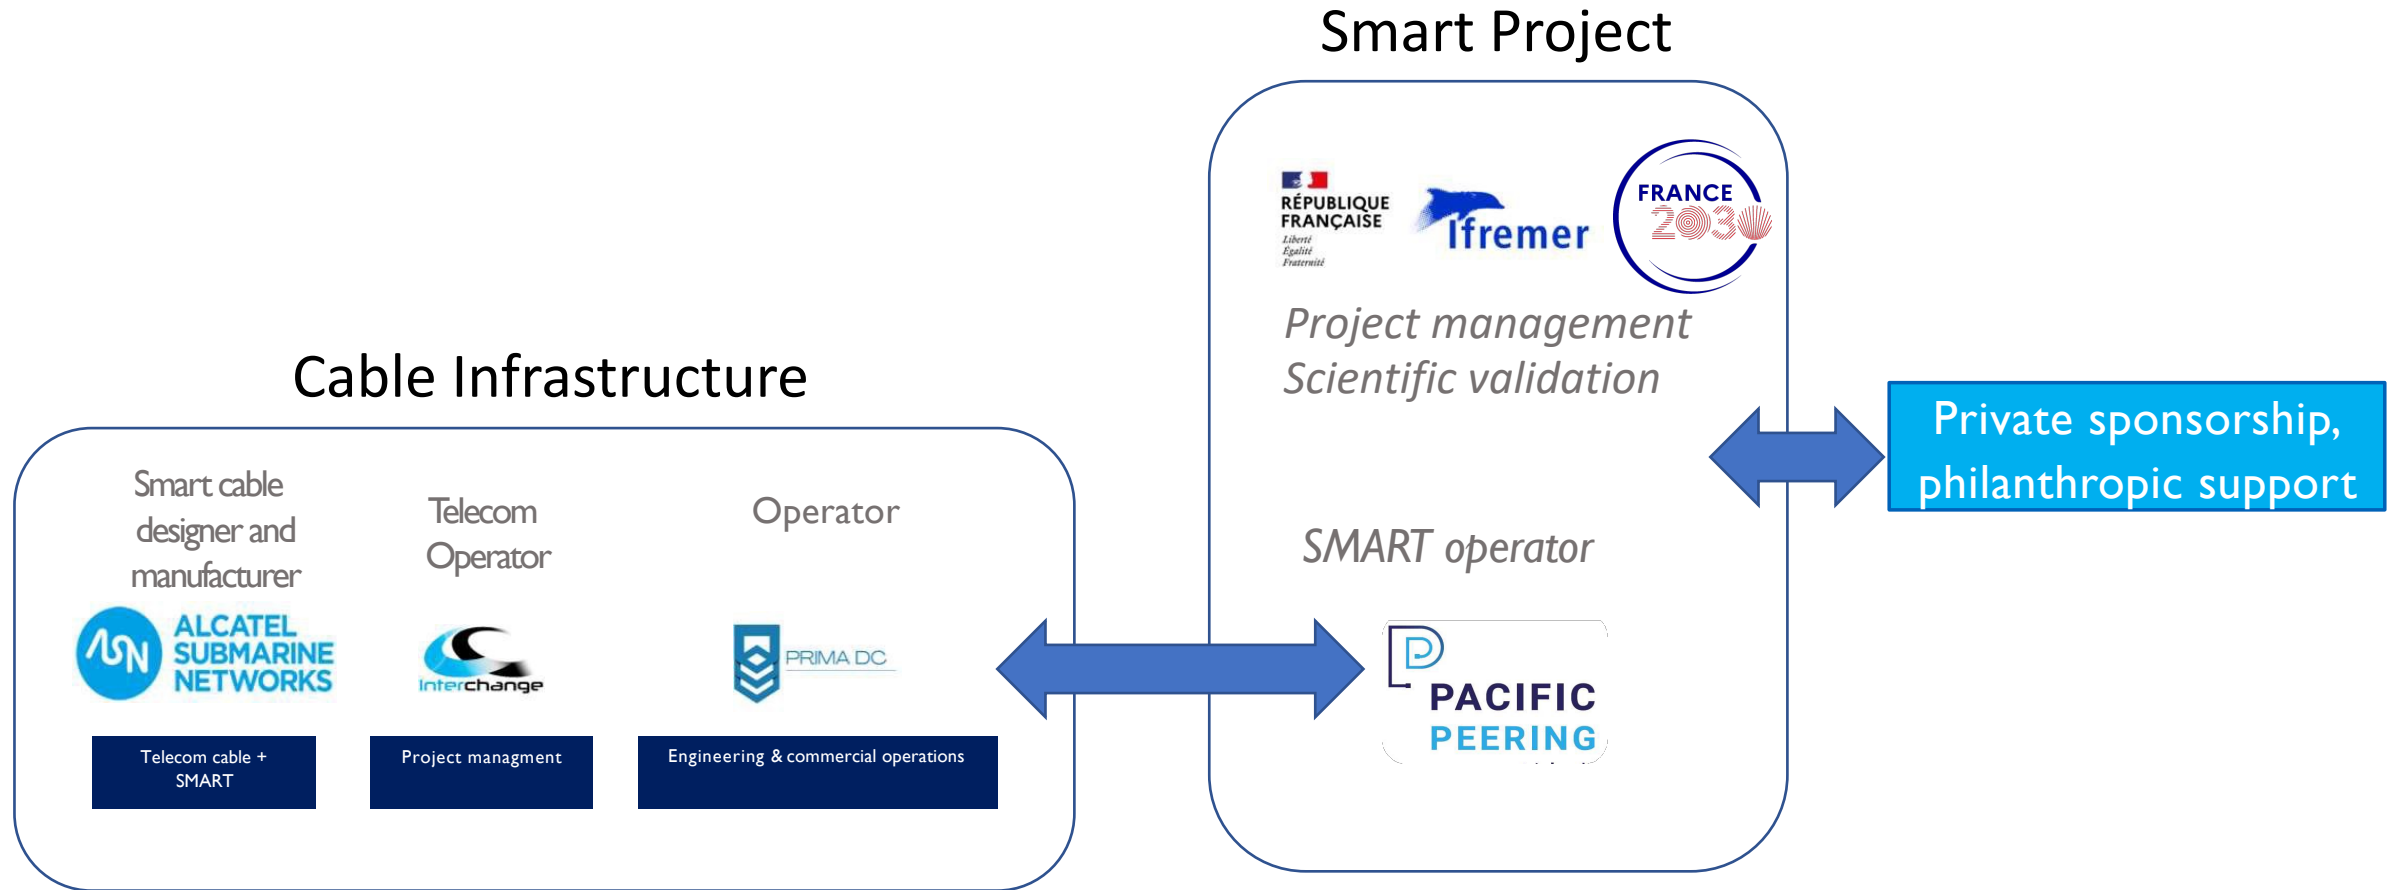 Smart Project
RÉPUBLIQUE
FRANÇAISE
Liberté
Égalité
Fraternité
Ifremer
FRANCE
2030
Project management
Scientific validation
SMART operator
PACIFIC
PEERING
Private sponsorship,
philanthropic support
Cable Infrastructure
Smart cable
designer and
manufacturer
ASN
ALCATEL
SUBMARINE
NETWORKS
Telecom cable +
SMART
Telecom
Operator
Interchange
Project managment
Operator
PRIMA DC
Engineering & commercial operations